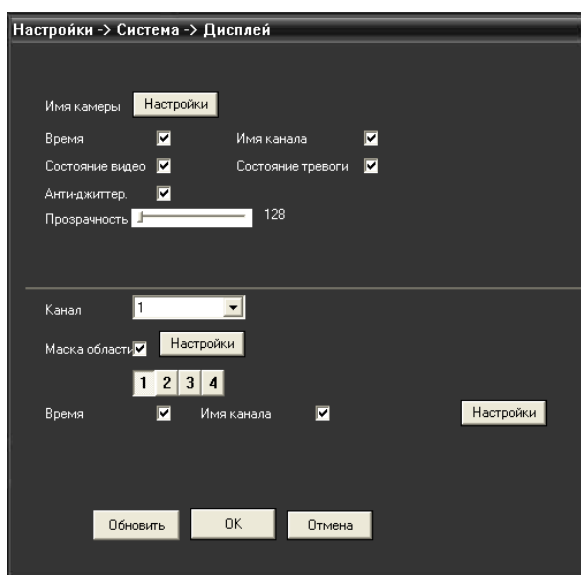 Настройки -> Система -> Дисплей
Имя камеры Настройки
Время Имя канала
Состояние видео Состояние тревоги
Анти-джиттер.
Прозрачность 128
Канал 1
Маска области Настройки
1 2 3 4
Время Имя канала Настройки
Обновить OK Отмена